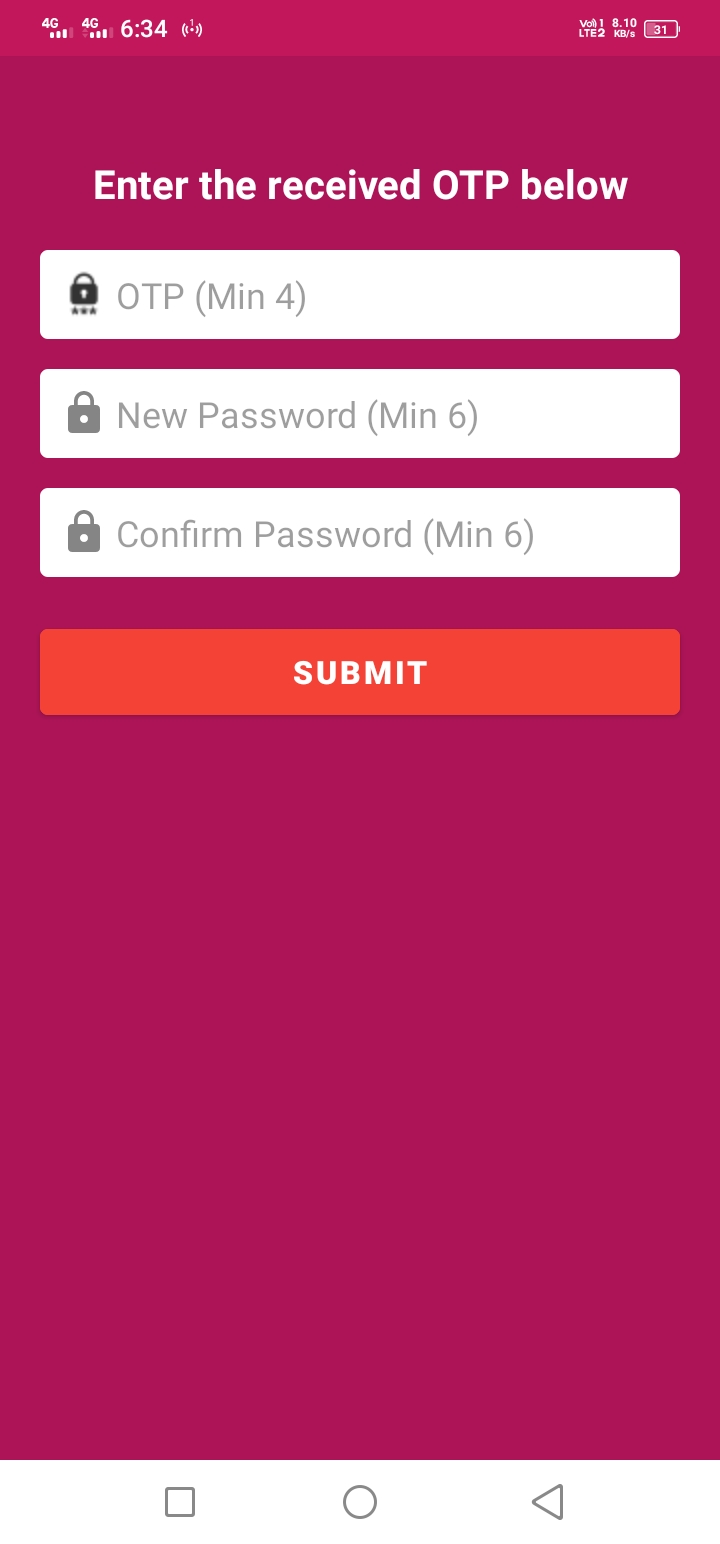 4G 4G 6:34 1 Vo) 1 LTE2 8.10 KB/s 31
Enter the received OTP below
OTP (Min 4)
New Password (Min 6)
Confirm Password (Min 6)
SUBMIT